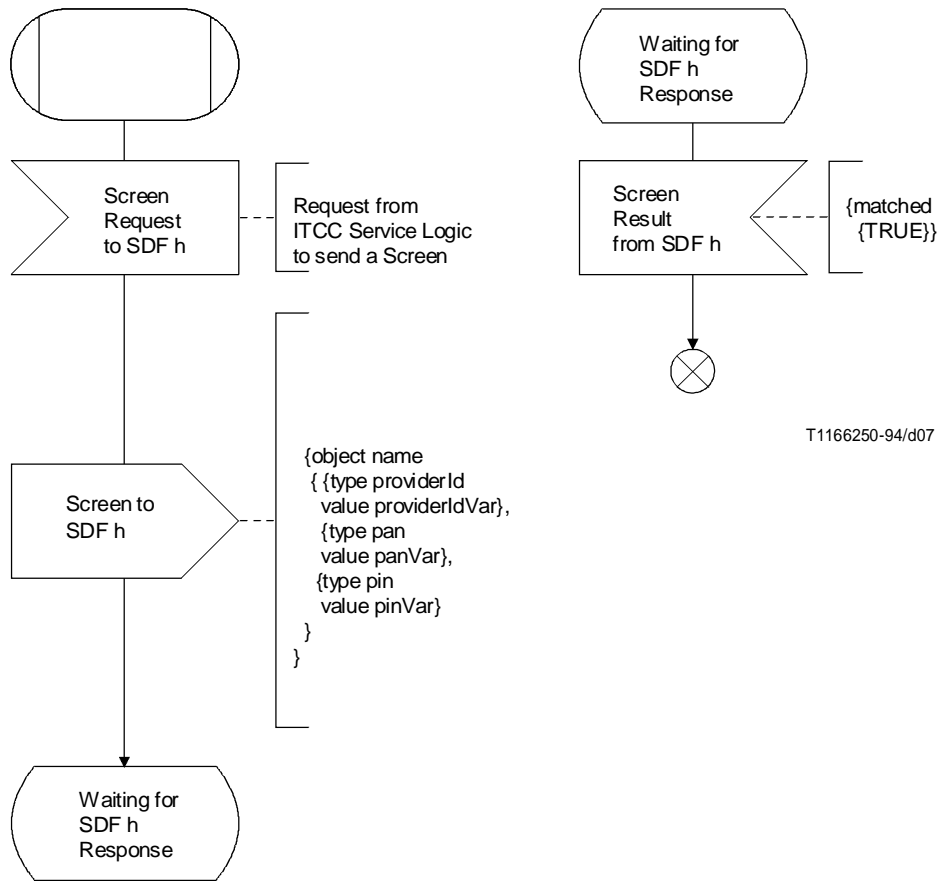 Screen
Request
to SDF h
Request from
ITCC Service Logic
to send a Screen
{object name
{ {type providerId
value providerIdVar},
{type pan
value panVar},
{type pin
value pinVar}
}
}
Screen to
SDF h
Waiting for
SDF h
Response
Waiting for
SDF h
Response
Screen
Result
from SDF h
{matched
{TRUE}}
T1166250-94/d07